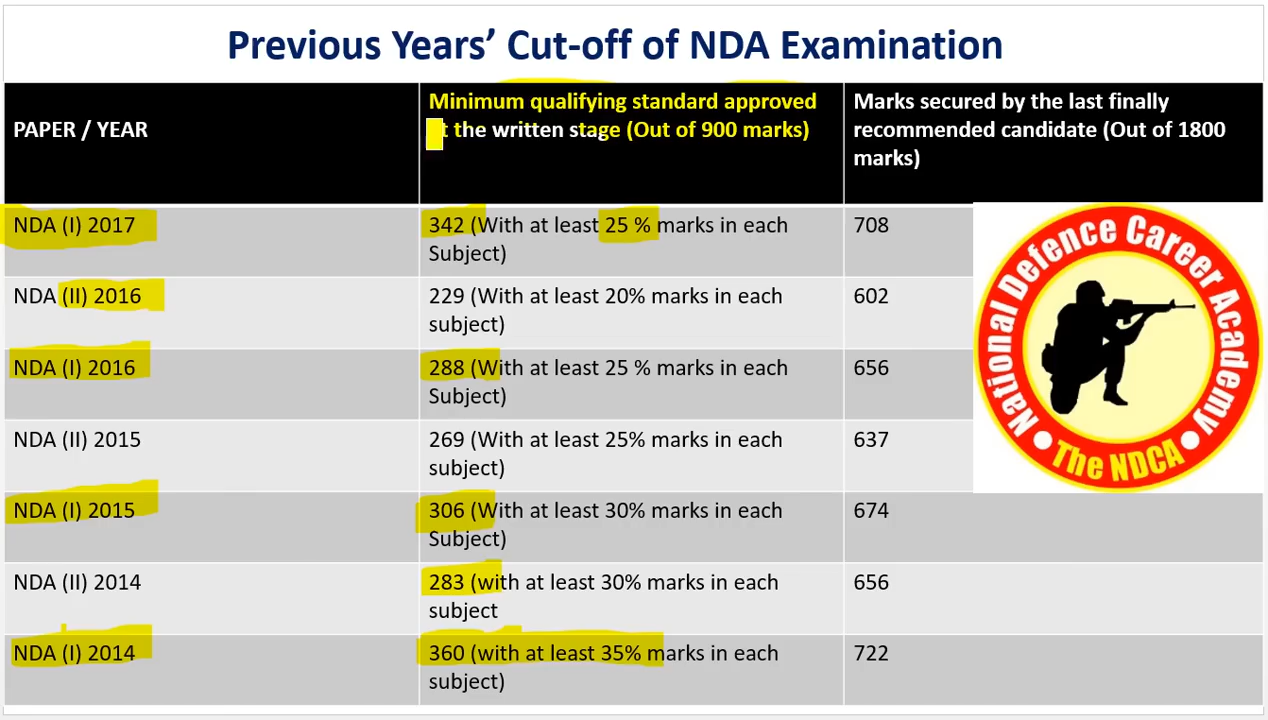 Previous Years’ Cut-off of NDA Examination
PAPER / YEAR
Minimum qualifying standard approved
t the written stage (Out of 900 marks)
Marks secured by the last finally
recommended candidate (Out of 1800
marks)
NDA (I) 2017
342 (With at least 25 % marks in each
Subject)
708
NDA (II) 2016
229 (With at least 20% marks in each
subject)
602
NDA (I) 2016
288 (With at least 25 % marks in each
Subject)
656
NDA (II) 2015
269 (With at least 25% marks in each
subject)
637
NDA (I) 2015
306 (With at least 30% marks in each
Subject)
674
NDA (II) 2014
283 (with at least 30% marks in each
subject
656
NDA (I) 2014
360 (with at least 35% marks in each
subject)
722
National Defence Career Academy
The NDCA